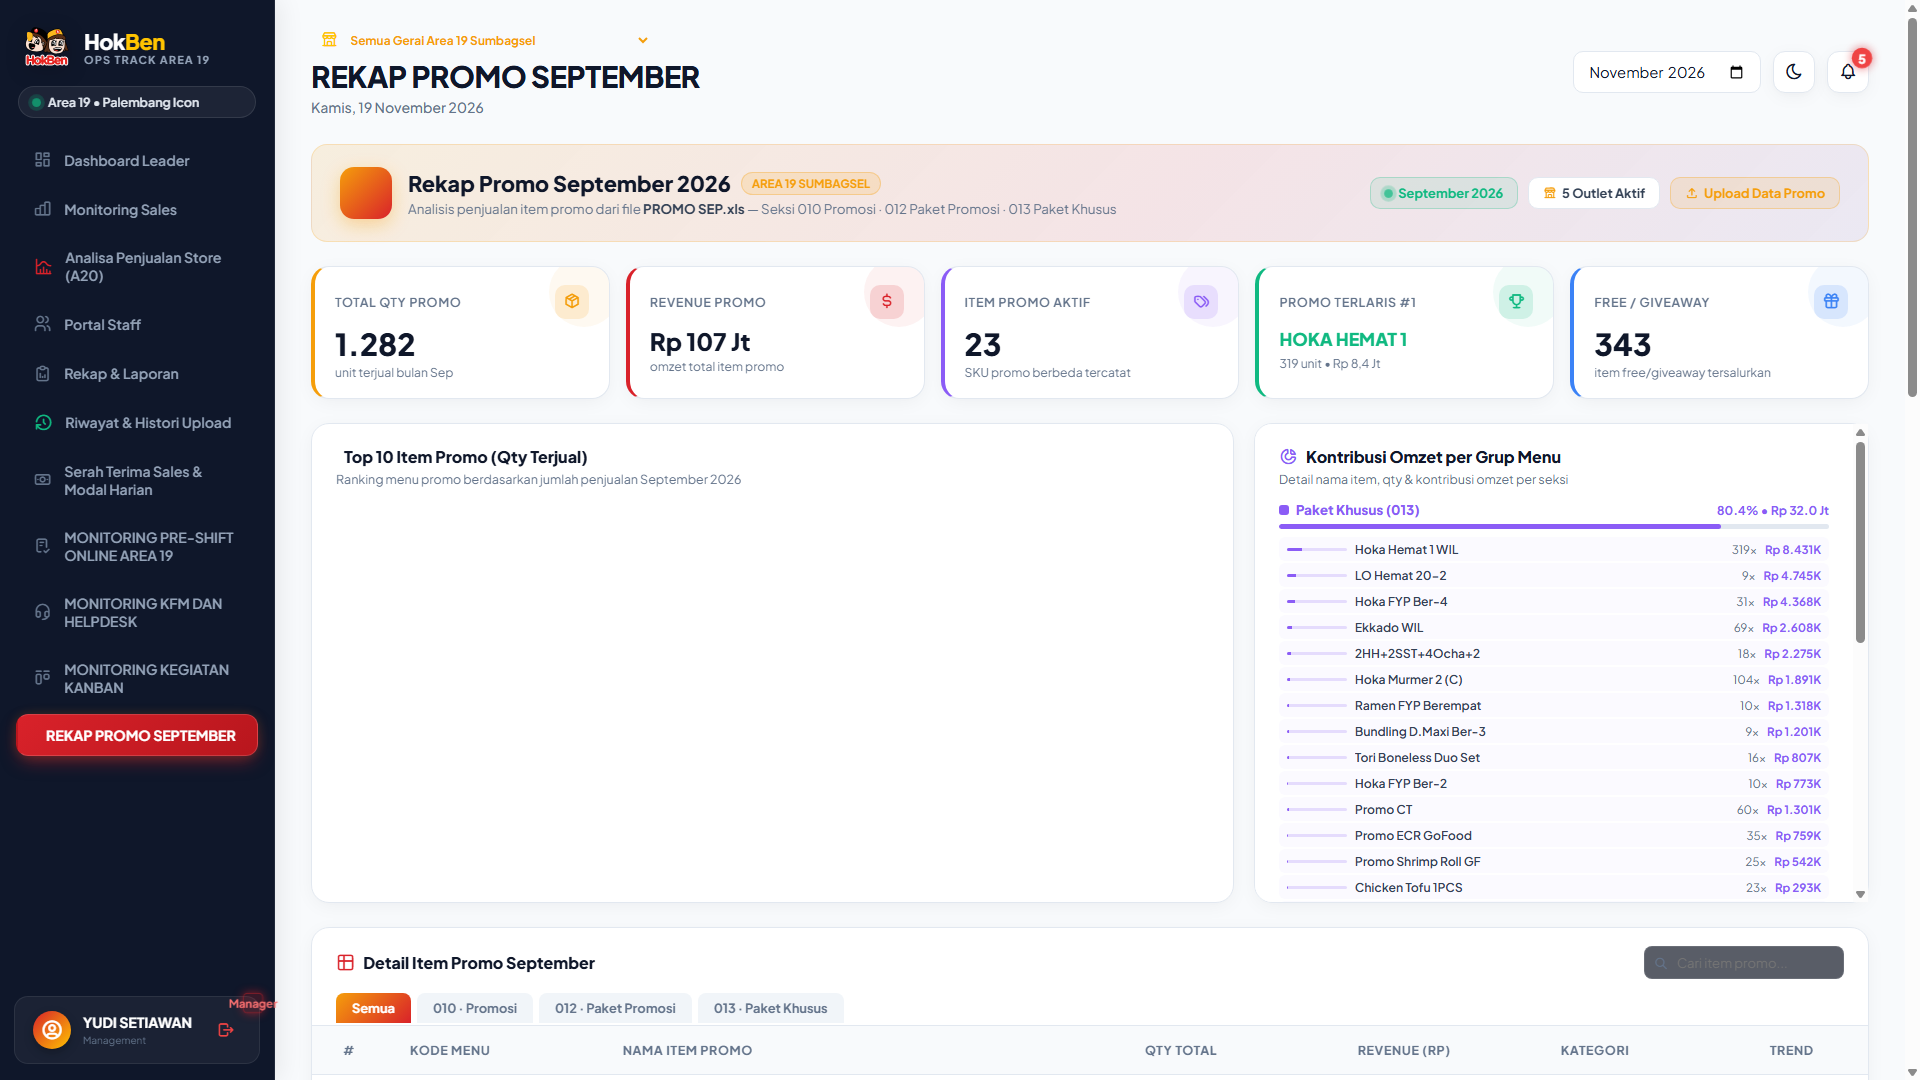 HokBen
HokBen
OPS TRACK AREA 19
Area 19 • Palembang Icon
Dashboard Leader
Monitoring Sales
Analisa Penjualan Store
(A20)
Portal Staff
Rekap & Laporan
Riwayat & Histori Upload
Serah Terima Sales &
Modal Harian
MONITORING PRE-SHIFT
ONLINE AREA 19
MONITORING KFM DAN
HELPDESK
MONITORING KEGIATAN
KANBAN
REKAP PROMO SEPTEMBER
Manager
YUDI SETIAWAN
Management
Semua Gerai Area 19 Sumbagsel
REKAP PROMO SEPTEMBER
Kamis, 19 November 2026
November 2026
5
Rekap Promo September 2026 AREA 19 SUMBAGSEL
Analisis penjualan item promo dari file PROMO SEP.xls — Seksi 010 Promosi · 012 Paket Promosi · 013 Paket Khusus
September 2026
5 Outlet Aktif
Upload Data Promo
TOTAL QTY PROMO
1.282
unit terjual bulan Sep
REVENUE PROMO
Rp 107 Jt
omzet total item promo
ITEM PROMO AKTIF
23
SKU promo berbeda tercatat
PROMO TERLARIS #1
HOKA HEMAT 1
319 unit • Rp 8,4 Jt
FREE / GIVEAWAY
343
item free/giveaway tersalurkan
Top 10 Item Promo (Qty Terjual)
Ranking menu promo berdasarkan jumlah penjualan September 2026
Kontribusi Omzet per Grup Menu
Detail nama item, qty & kontribusi omzet per seksi
Paket Khusus (013) 80.4% • Rp 32.0 Jt
Hoka Hemat 1 WIL 319× Rp 8.431K
LO Hemat 20-2 9× Rp 4.745K
Hoka FYP Ber-4 31× Rp 4.368K
Ekkado WIL 69× Rp 2.608K
2HH+2SST+4Ocha+2 18× Rp 2.275K
Hoka Murmer 2 (C) 104× Rp 1.891K
Ramen FYP Berempat 10× Rp 1.318K
Bundling D.Maxi Ber-3 9× Rp 1.201K
Tori Boneless Duo Set 16× Rp 807K
Hoka FYP Ber-2 10× Rp 773K
Promo CT 60× Rp 1.301K
Promo ECR GoFood 35× Rp 759K
Promo Shrimp Roll GF 25× Rp 542K
Chicken Tofu 1PCS 23× Rp 293K
Detail Item Promo September
Cari item promo...
Semua
010 · Promosi
012 · Paket Promosi
013 · Paket Khusus
# KODE MENU NAMA ITEM PROMO QTY TOTAL REVENUE (RP) KATEGORI TREND